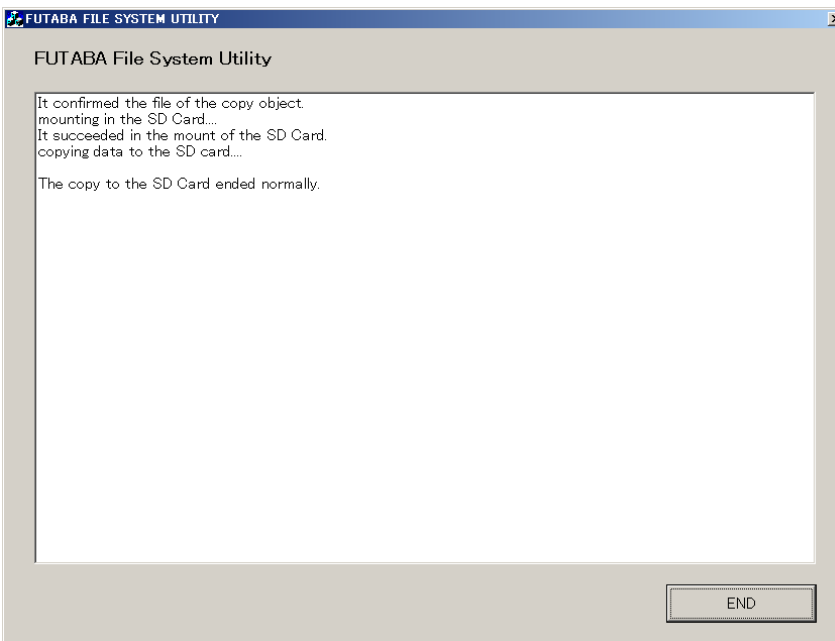 FUTABA FILE SYSTEM UTILITY
FUTABA File System Utility
It confirmed the file of the copy object.
mounting in the SD Card....
It succeeded in the mount of the SD Card.
copying data to the SD card....
The copy to the SD Card ended normally.
END